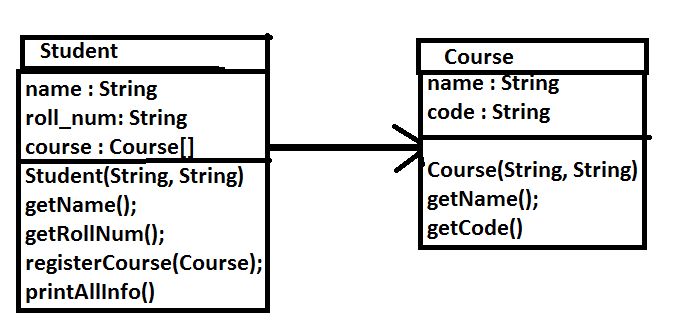 Student
name : String
roll_num: String
course : Course[]
Student(String, String)
getName();
getRollNum();
registerCourse(Course);
printAllInfo()
Course
name : String
code : String
Course(String, String)
getName();
getCode()